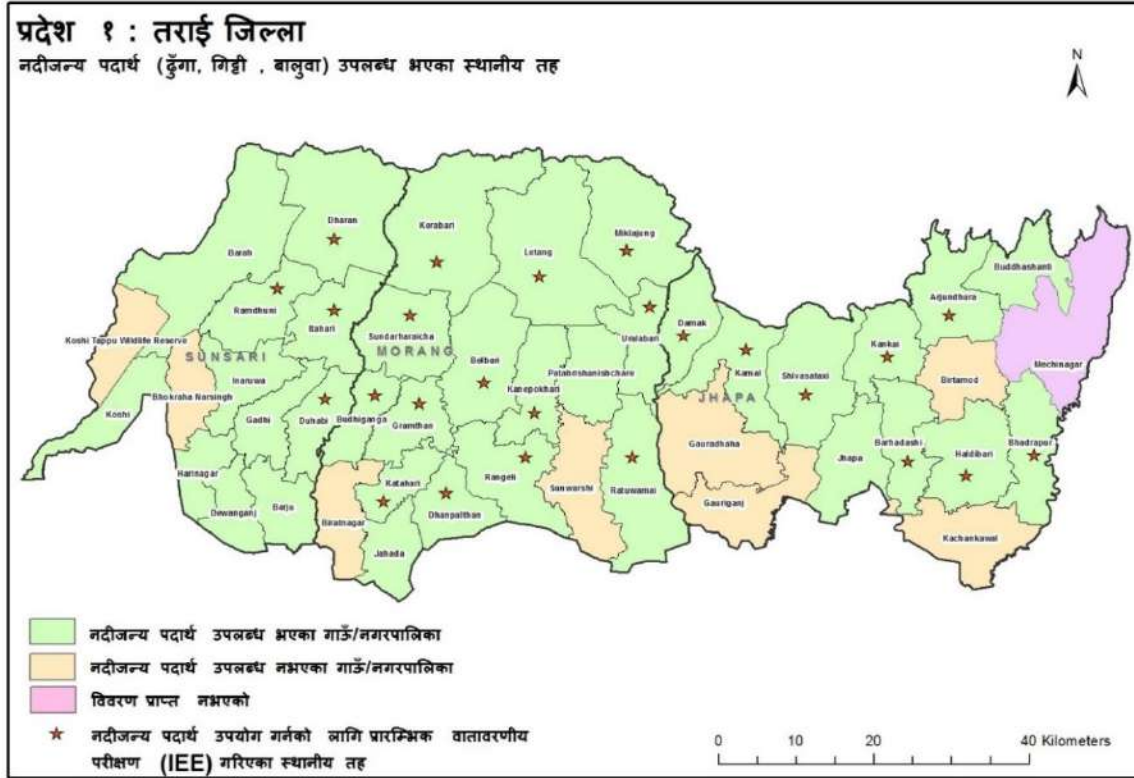 प्रदेश १ : तराई जिल्ला
नदीजन्य पदार्थ (ढुँगा, गिट्टी , बालुवा) उपलब्ध भएका स्थानीय तह
N
Dharan
Kerabari
Letang
Miklajung
Barah
Buddhashanti
Arjundhara
Ramdhuni
Itahari
Sundarharaicha
Urlabari
Damak
Koshi Tappu Wildlife Reserve
SUNSARI
MORANG
Belbari
Patahrishanishchare
Kamal
Shivasataxi
Kankai
Mechinagar
Birtamod
Inaruwa
Kanepokhari
JHAPA
Bhokraha Narsingh
Koshi
Gadhi
Duhabi
Budhiganga
Gramthan
Gauradhaha
Jhapa
Barhadashi
Haldibari
Bhadrapur
Harinagar
Katahari
Rangeli
Sunwarshi
Ratuwamai
Gauriganj
Dewanganj
Barju
Biratnagar
Dhanpalthan
Jahada
Kachankawal
नदीजन्य पदार्थ उपलब्ध भएका गाउँ/नगरपालिका
नदीजन्य पदार्थ उपलब्ध नभएका गाउँ/नगरपालिका
विवरण प्राप्त नभएको
नदीजन्य पदार्थ उपयोग गर्नको लागि प्रारम्भिक वातावरणीय
परीक्षण (IEE) गरिएका स्थानीय तह
0 10 20 40 Kilometers